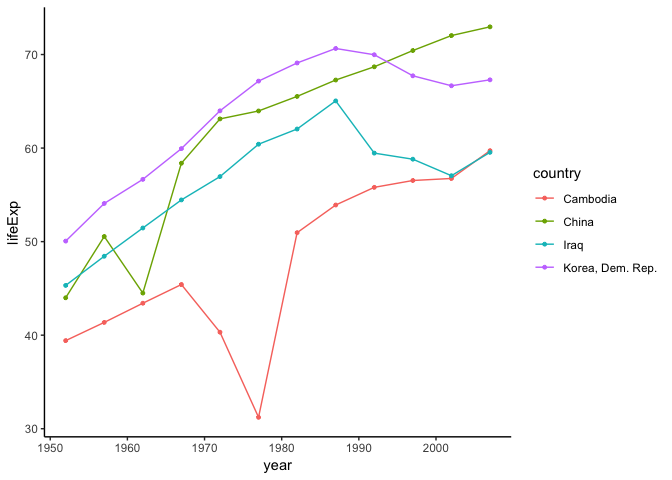 70
60
50
40
30
lifeExp
1950
1960
1970
1980
1990
2000
year
country
Cambodia
China
Iraq
Korea, Dem. Rep.